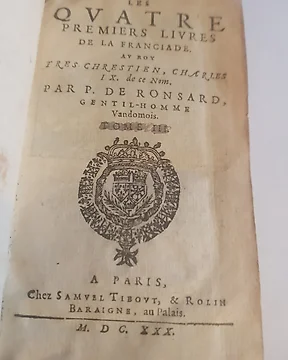 LES
QVATRE
PREMIERS LIVRES
DE LA FRANCIADE.
AV ROY
TRES-CHRESTIEN, CHARLES
IX. de ce Nom.
PAR P. DE RONSARD,
GENTIL-HOMME
Vandomois.
TOME III.
A PARIS,
Chez SAMVEL TIBOVT, & ROLIN
BARAIGNE, au Palais.
M. DC. XXX.